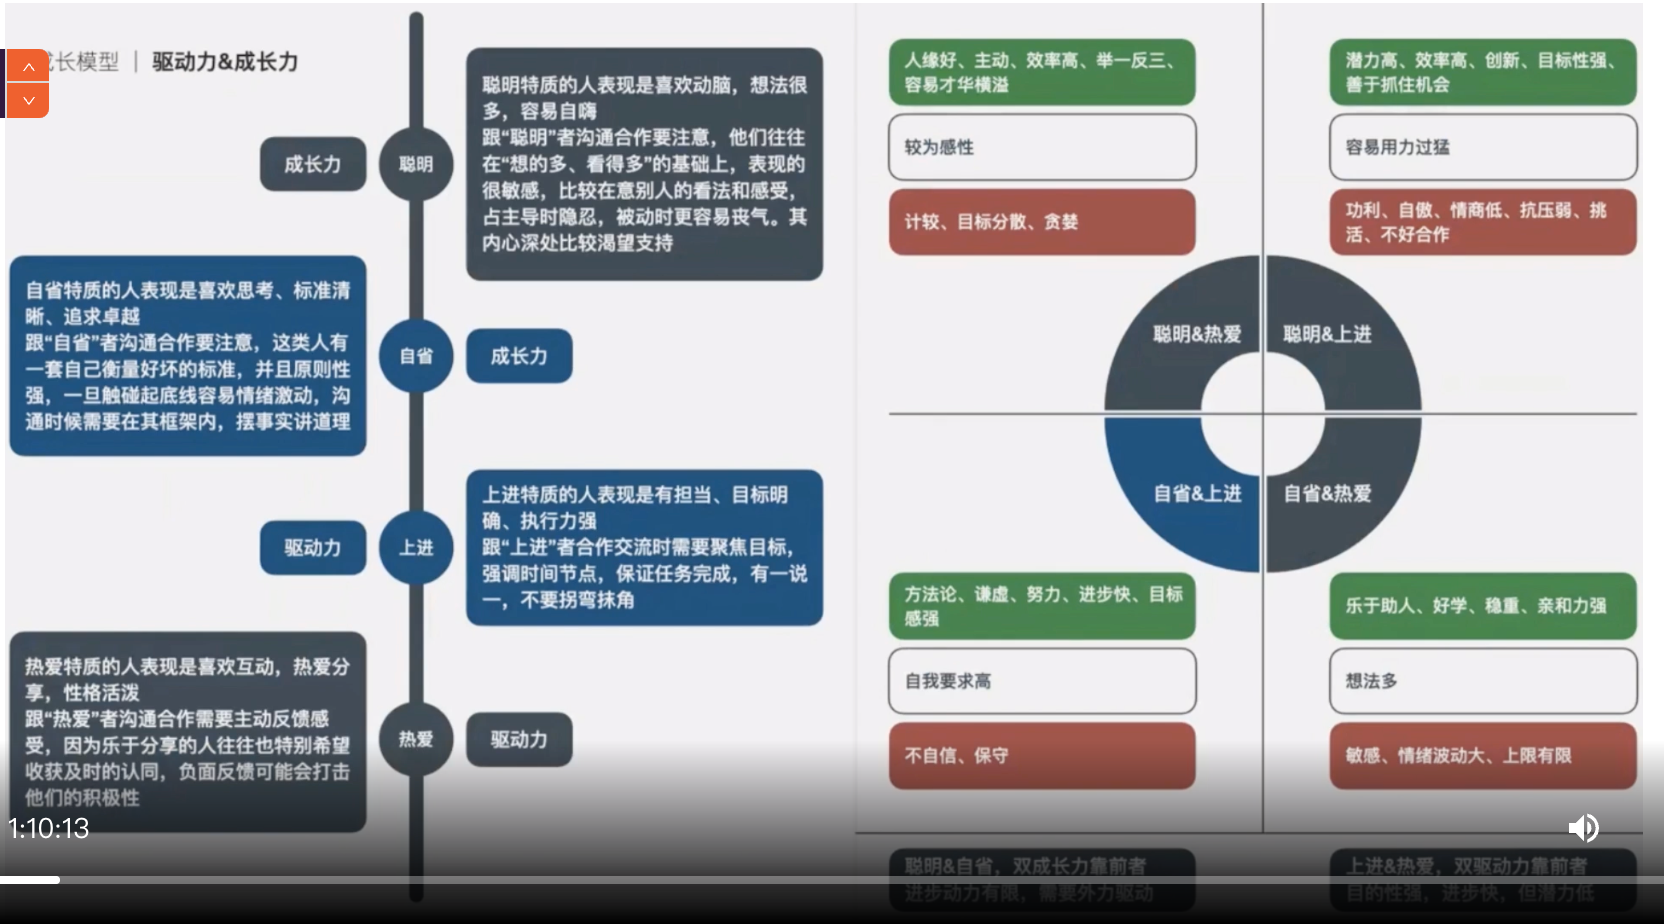 长模型 | 驱动力&成长力
成长力
聪明
聪明特质的人表现是喜欢动脑，想法很
多，容易自嗨
跟“聪明”者沟通合作要注意，他们往往
在“想的多、看得多”的基础上，表现的
很敏感，比较在意别人的看法和感受，
占主导时隐忍，被动时更容易丧气。其
内心深处比较渴望支持
自省特质的人表现是喜欢思考、标准清
晰、追求卓越
跟“自省”者沟通合作要注意，这类人有
一套自己衡量好坏的标准，并且原则性
强，一旦触碰起底线容易情绪激动，沟
通时候需要在其框架内，摆事实讲道理
自省
成长力
驱动力
上进
上进特质的人表现是有担当、目标明
确、执行力强
跟“上进”者合作交流时需要聚焦目标，
强调时间节点，保证任务完成，有一说
一，不要拐弯抹角
热爱特质的人表现是喜欢互动，热爱分
享，性格活泼
跟“热爱”者沟通合作需要主动反馈感
受，因为乐于分享的人往往也特别希望
收获及时的认同，负面反馈可能会打击
他们的积极性
热爱
驱动力
人缘好、主动、效率高、举一反三、
容易才华横溢
较为感性
计较、目标分散、贪婪
潜力高、效率高、创新、目标性强、
善于抓住机会
容易用力过猛
功利、自傲、情商低、抗压弱、挑
活、不好合作
聪明&热爱
聪明&上进
自省&上进
自省&热爱
方法论、谦虚、努力、进步快、目标
感强
自我要求高
不自信、保守
乐于助人、好学、稳重、亲和力强
想法多
敏感、情绪波动大、上限有限
聪明&自省，双成长力靠前者
进步动力有限，需要外力驱动
上进&热爱，双驱动力靠前者
目的性强，进步快，但潜力低
1:10:13